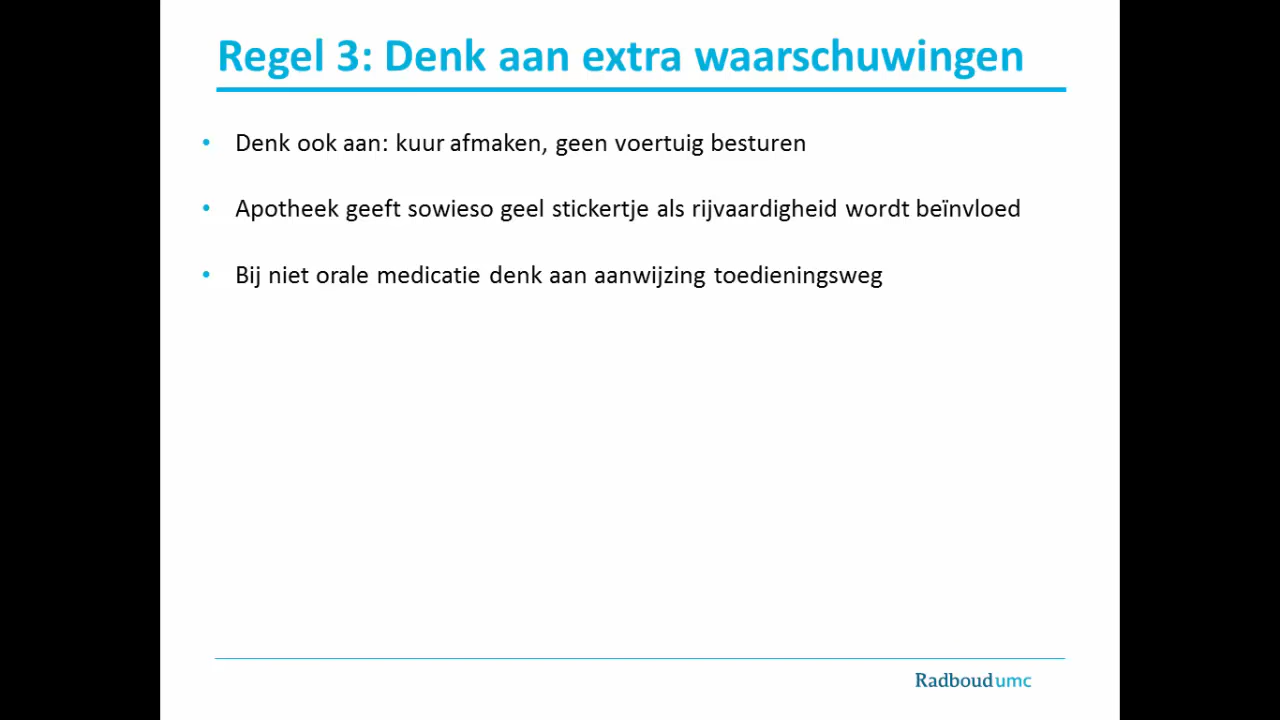 Regel 3: Denk aan extra waarschuwingen
• Denk ook aan: kuur afmaken, geen voertuig besturen
• Apotheek geeft sowieso geel stickertje als rijvaardigheid wordt beïnvloed
• Bij niet orale medicatie denk aan aanwijzing toedieningsweg
Radboudumc